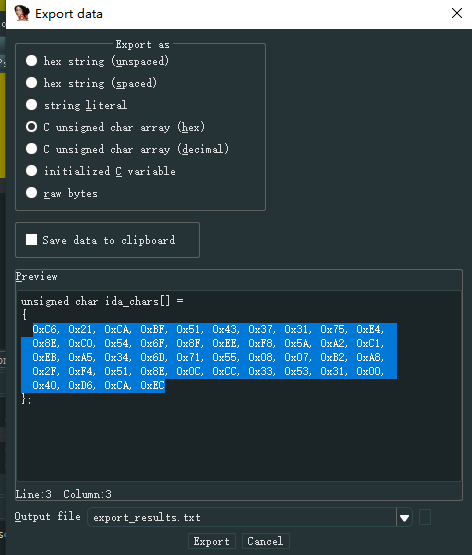 Export data
Export as
hex string (unspaced)
hex string (spaced)
string literal
C unsigned char array (hex)
C unsigned char array (decimal)
initialized C variable
raw bytes
Save data to clipboard
Preview
unsigned char ida_chars[] =
{
0xC6, 0x21, 0xCA, 0xBF, 0x51, 0x43, 0x37, 0x31, 0x75, 0xE4,
0x8E, 0xC0, 0x54, 0x6F, 0x8F, 0xEE, 0xF8, 0x5A, 0xA2, 0xC1,
0xEB, 0xA5, 0x34, 0x6D, 0x71, 0x55, 0x08, 0x07, 0xB2, 0xA8,
0x2F, 0xF4, 0x51, 0x8E, 0x0C, 0xCC, 0x33, 0x53, 0x31, 0x00,
0x40, 0xD6, 0xCA, 0xEC
};
Line:3 Column:3
Output file export_results.txt
Export Cancel